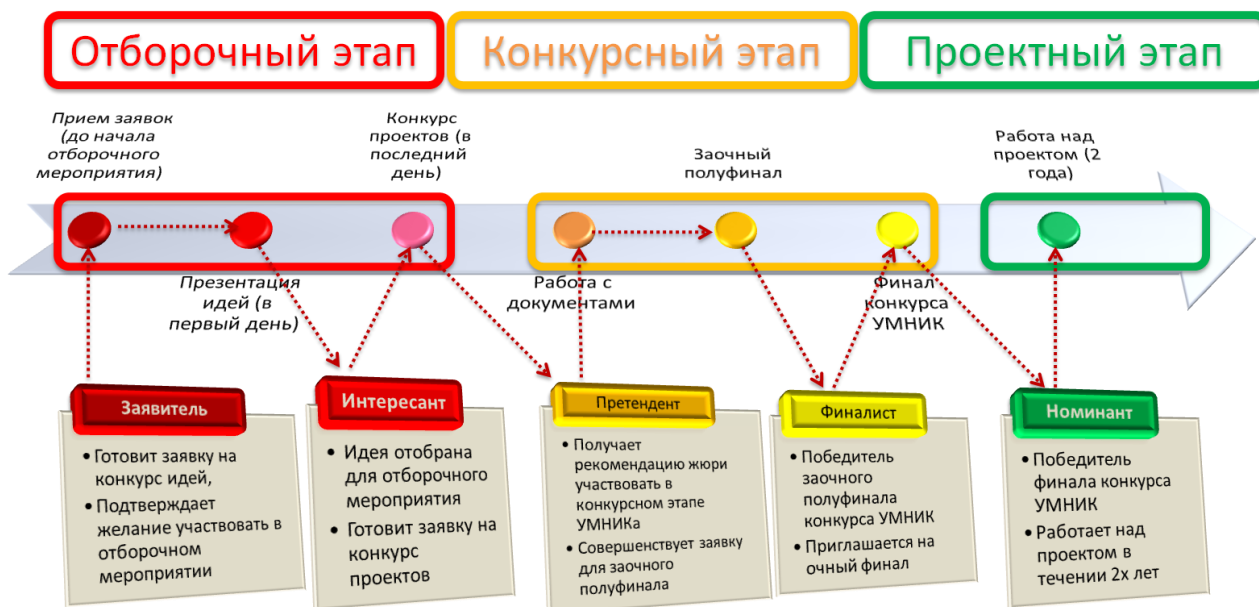 Отборочный этап
Конкурсный этап
Проектный этап
Прием заявок
(до начала
отборочного
мероприятия)
Конкурс
проектов (в
последний
день)
Заочный
полуфинал
Работа над
проектом (2
года)
Презентация
идей (в
первый день)
Работа с
документами
Финал
конкурса
УМНИК
Заявитель
• Готовит заявку на
конкурс идей,
• Подтверждает
желание участвовать в
отборочном
мероприятии
Интересант
• Идея отобрана
для отборочного
мероприятия
• Готовит заявку на
конкурс
проектов
Претендент
• Получает
рекомендацию жюри
участвовать в
конкурсном этапе
УМНИКа
• Совершенствует заявку
для заочного
полуфинала
Финалист
• Победитель
заочного
полуфинала
конкурса УМНИК
• Приглашается на
очный финал
Номинант
• Победитель
финала конкурса
УМНИК
• Работает над
проектом в
течении 2х лет